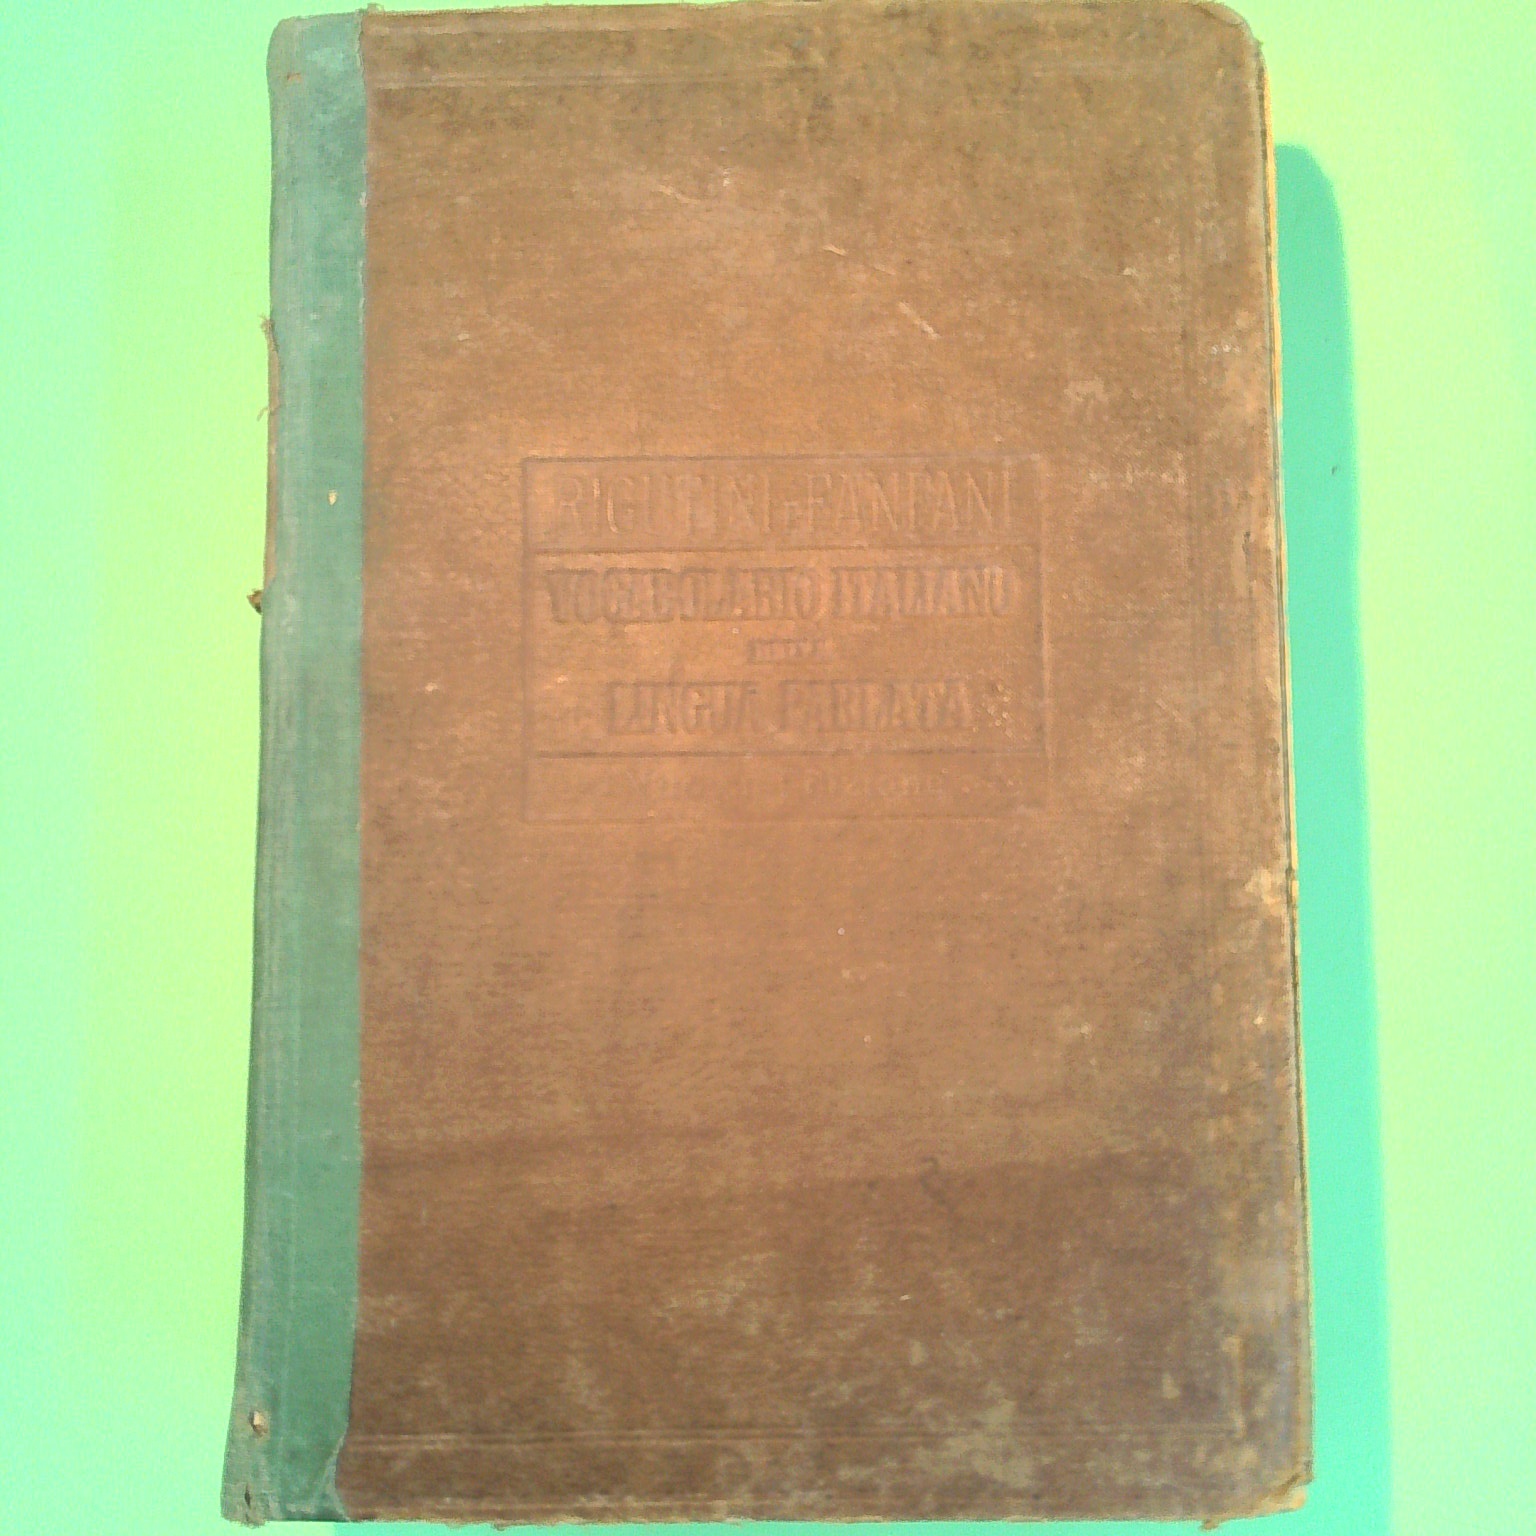 RIGUTINI E FANFANI
VOCABOLARIO ITALIANO
DELLA
LINGUA PARLATA